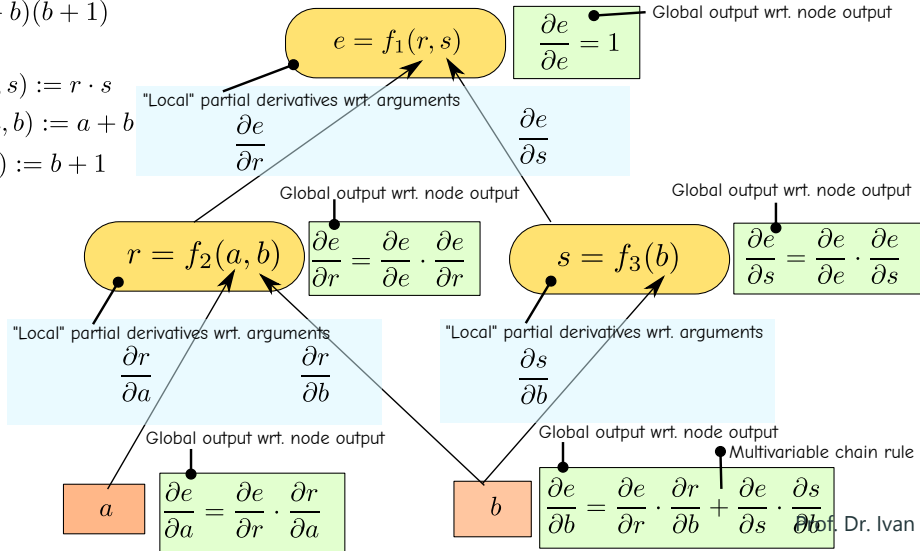 b)(b + 1)
e = f₁(r, s)
∂e/∂e = 1
Global output wrt. node output
s) := r · s
, b) := a + b
) := b + 1
"Local" partial derivatives wrt. arguments
∂e/∂r
∂e/∂s
Global output wrt. node output
Global output wrt. node output
r = f₂(a, b)
∂e/∂r = ∂e/∂e · ∂e/∂r
s = f₃(b)
∂e/∂s = ∂e/∂e · ∂e/∂s
"Local" partial derivatives wrt. arguments
∂r/∂a
∂r/∂b
"Local" partial derivatives wrt. arguments
∂s/∂b
Global output wrt. node output
Global output wrt. node output
Multivariable chain rule
a
∂e/∂a = ∂e/∂r · ∂r/∂a
b
∂e/∂b = ∂e/∂r · ∂r/∂b + ∂e/∂s · ∂s/∂b
Prof. Dr. Ivan